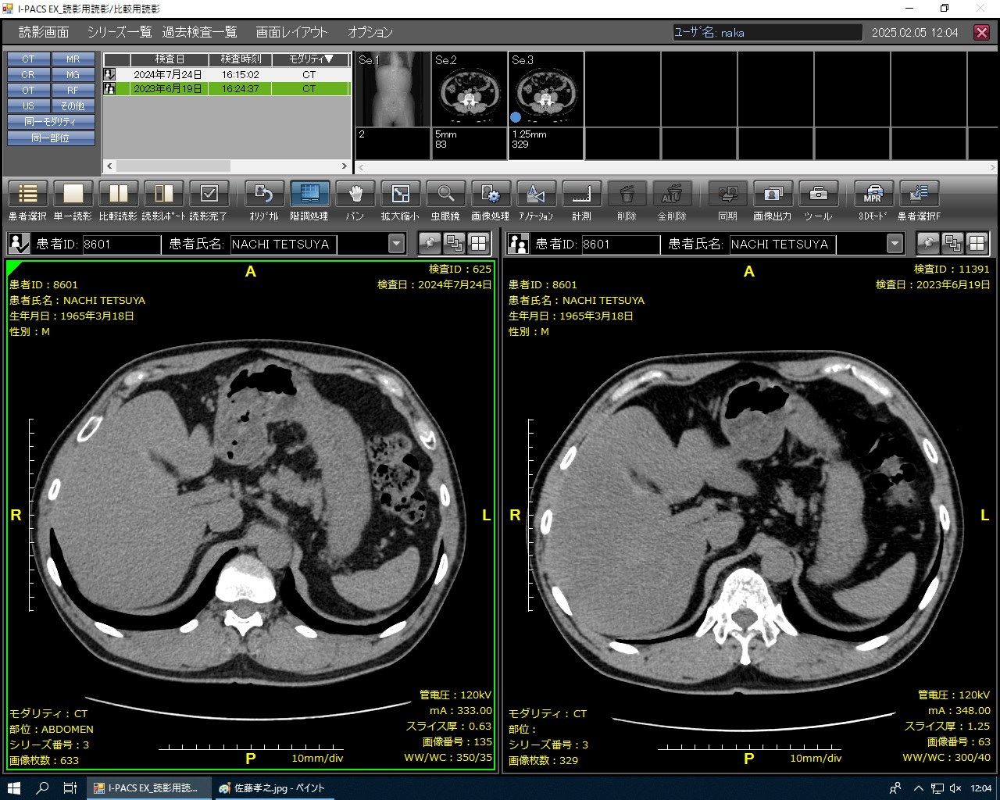 I-PACS EX_読影用読影/比較用読影
読影画面 シリーズ一覧 過去検査一覧 画面レイアウト オプション
ユーザ名: naka 2025.02.05 12:04
CT MR
CR MG
OT RF
US その他
同一モダリティ
同一部位
検査日 検査時刻 モダリティ▼
2024年7月24日 16:15:02 CT
2023年6月19日 16:24:37 CT
Se.1 Se.2 Se.3
2 5mm 1.25mm
83 329
患者選択 単一読影 比較読影 読影レポート 読影完了 オリジナル 階調処理 パン 拡大縮小 虫眼鏡 画像処理 アノテーション 計測 削除 全削除 同期 画像出力 ツール 3Dモード 患者選択F
ALL
MPR
患者ID: 8601 患者氏名: NACHI TETSUYA
患者ID: 8601 患者氏名: NACHI TETSUYA
A
検査ID : 625
検査日 : 2024年7月24日
患者ID : 8601
患者氏名 : NACHI TETSUYA
生年月日 : 1965年3月18日
性別 : M
R
L
管電圧 : 120kV
mA : 333.00
スライス厚 : 0.63
画像番号 : 135
WW/WC : 350/35
モダリティ : CT
部位 : ABDOMEN
シリーズ番号 : 3
画像枚数 : 633
P
10mm/div
A
検査ID : 11391
検査日 : 2023年6月19日
患者ID : 8601
患者氏名 : NACHI TETSUYA
生年月日 : 1965年3月18日
性別 : M
R
L
管電圧 : 120kV
mA : 348.00
スライス厚 : 1.25
画像番号 : 63
WW/WC : 300/40
モダリティ : CT
部位 :
シリーズ番号 : 3
画像枚数 : 329
P
10mm/div
I-PACS EX_読影用読... 佐藤孝之.jpg - ペイント
12:04